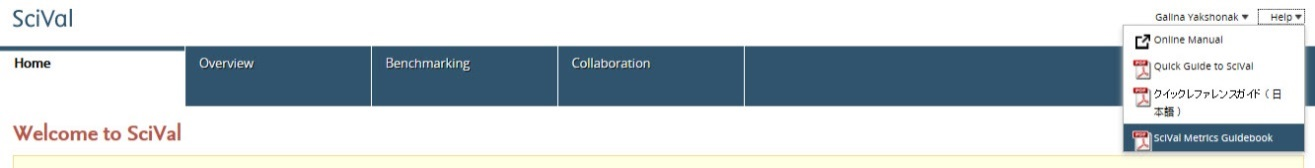 SciVal
Galina Yakshonak Help
Online Manual
Home Overview Benchmarking Collaboration
Quick Guide to SciVal
クイックレファレンスガイド（日
本語）
Welcome to SciVal
SciVal Metrics Guidebook